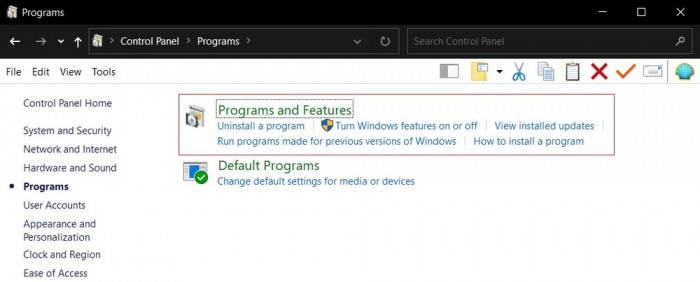 Programs
Control Panel > Programs >
Search Control Panel
File Edit View Tools
Control Panel Home
System and Security
Network and Internet
Hardware and Sound
Programs
User Accounts
Appearance and
Personalization
Clock and Region
Ease of Access
Programs and Features
Uninstall a program | Turn Windows features on or off | View installed updates |
Run programs made for previous versions of Windows | How to install a program
Default Programs
Change default settings for media or devices